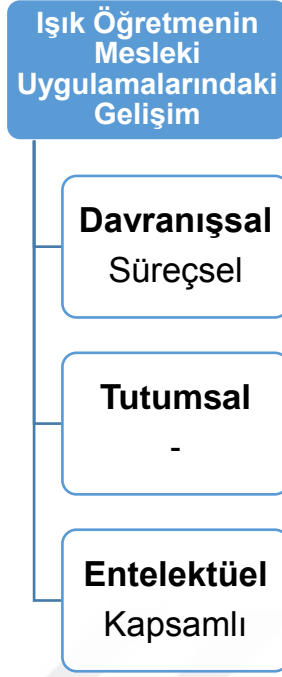 Işık Öğretmenin
Mesleki
Uygulamalarındaki
Gelişim
Davranışsal
Süreçsel
Tutumsal
-
Entelektüel
Kapsamlı